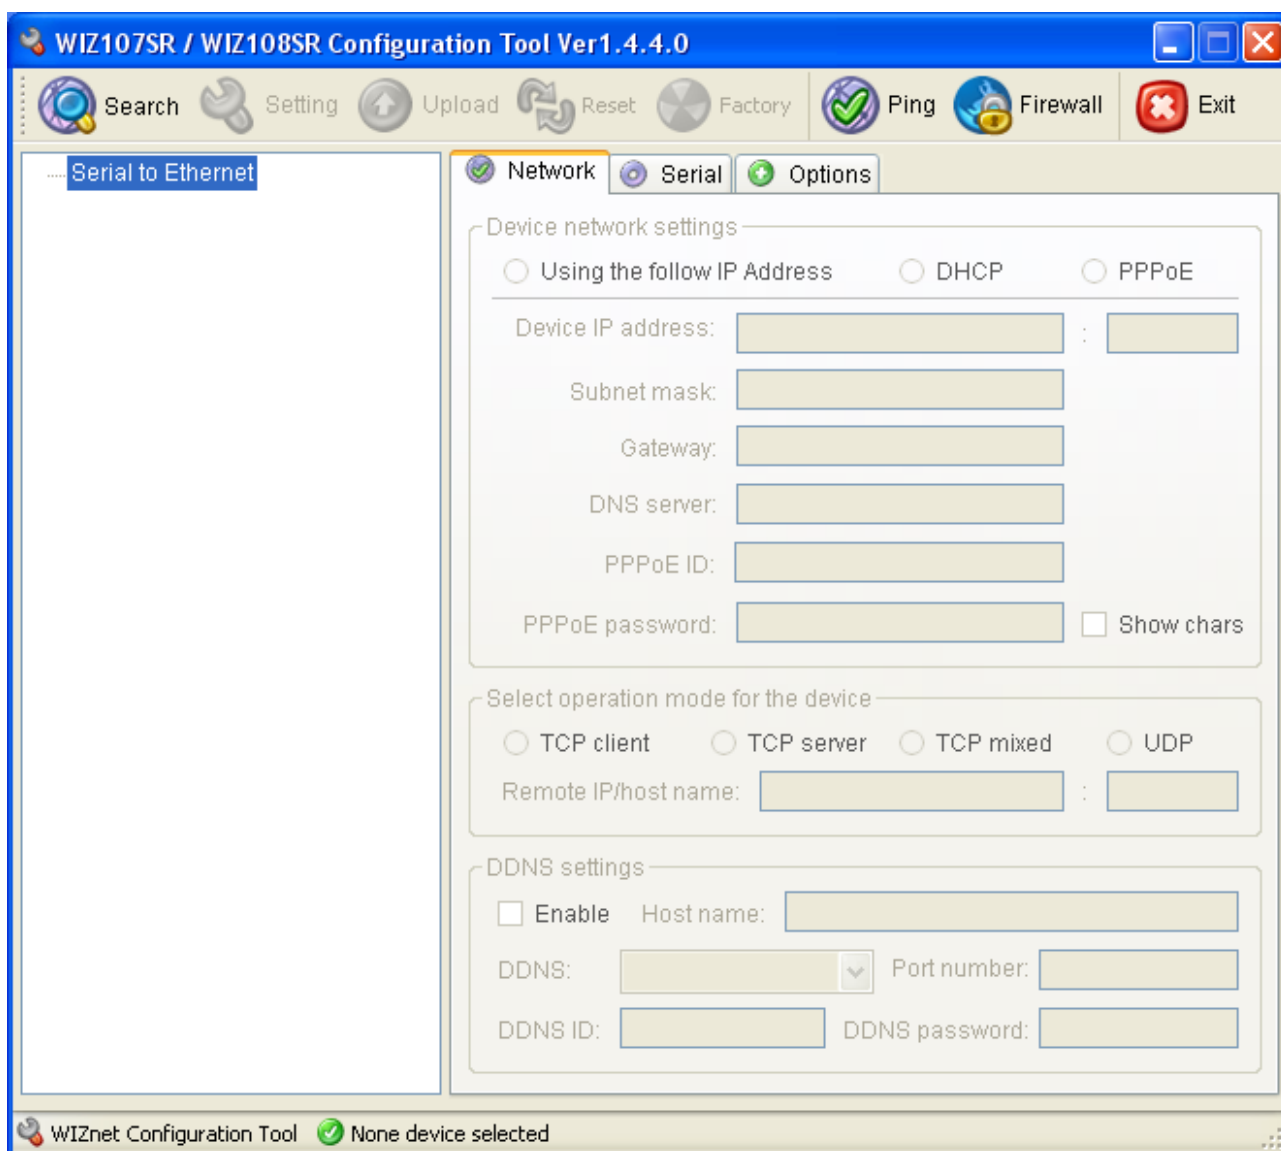 WIZ107SR / WIZ108SR Configuration Tool Ver1.4.4.0
Search Setting Upload Reset Factory Ping Firewall Exit
Serial to Ethernet
Network Serial Options
Device network settings
Using the follow IP Address DHCP PPPoE
Device IP address: :
Subnet mask:
Gateway:
DNS server:
PPPoE ID:
PPPoE password: Show chars
Select operation mode for the device
TCP client TCP server TCP mixed UDP
Remote IP/host name: :
DDNS settings
Enable Host name:
DDNS: Port number:
DDNS ID: DDNS password:
WIZnet Configuration Tool None device selected